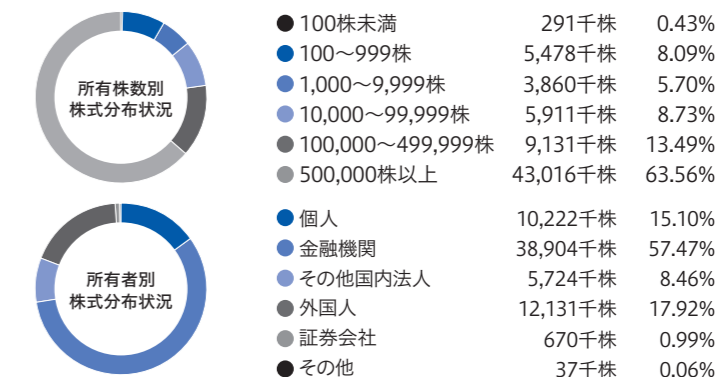 所有株数別
株式分布状況
100株未満 291千株 0.43%
100〜999株 5,478千株 8.09%
1,000〜9,999株 3,860千株 5.70%
10,000〜99,999株 5,911千株 8.73%
100,000〜499,999株 9,131千株 13.49%
500,000株以上 43,016千株 63.56%
所有者別
株式分布状況
個人 10,222千株 15.10%
金融機関 38,904千株 57.47%
その他国内法人 5,724千株 8.46%
外国人 12,131千株 17.92%
証券会社 670千株 0.99%
その他 37千株 0.06%